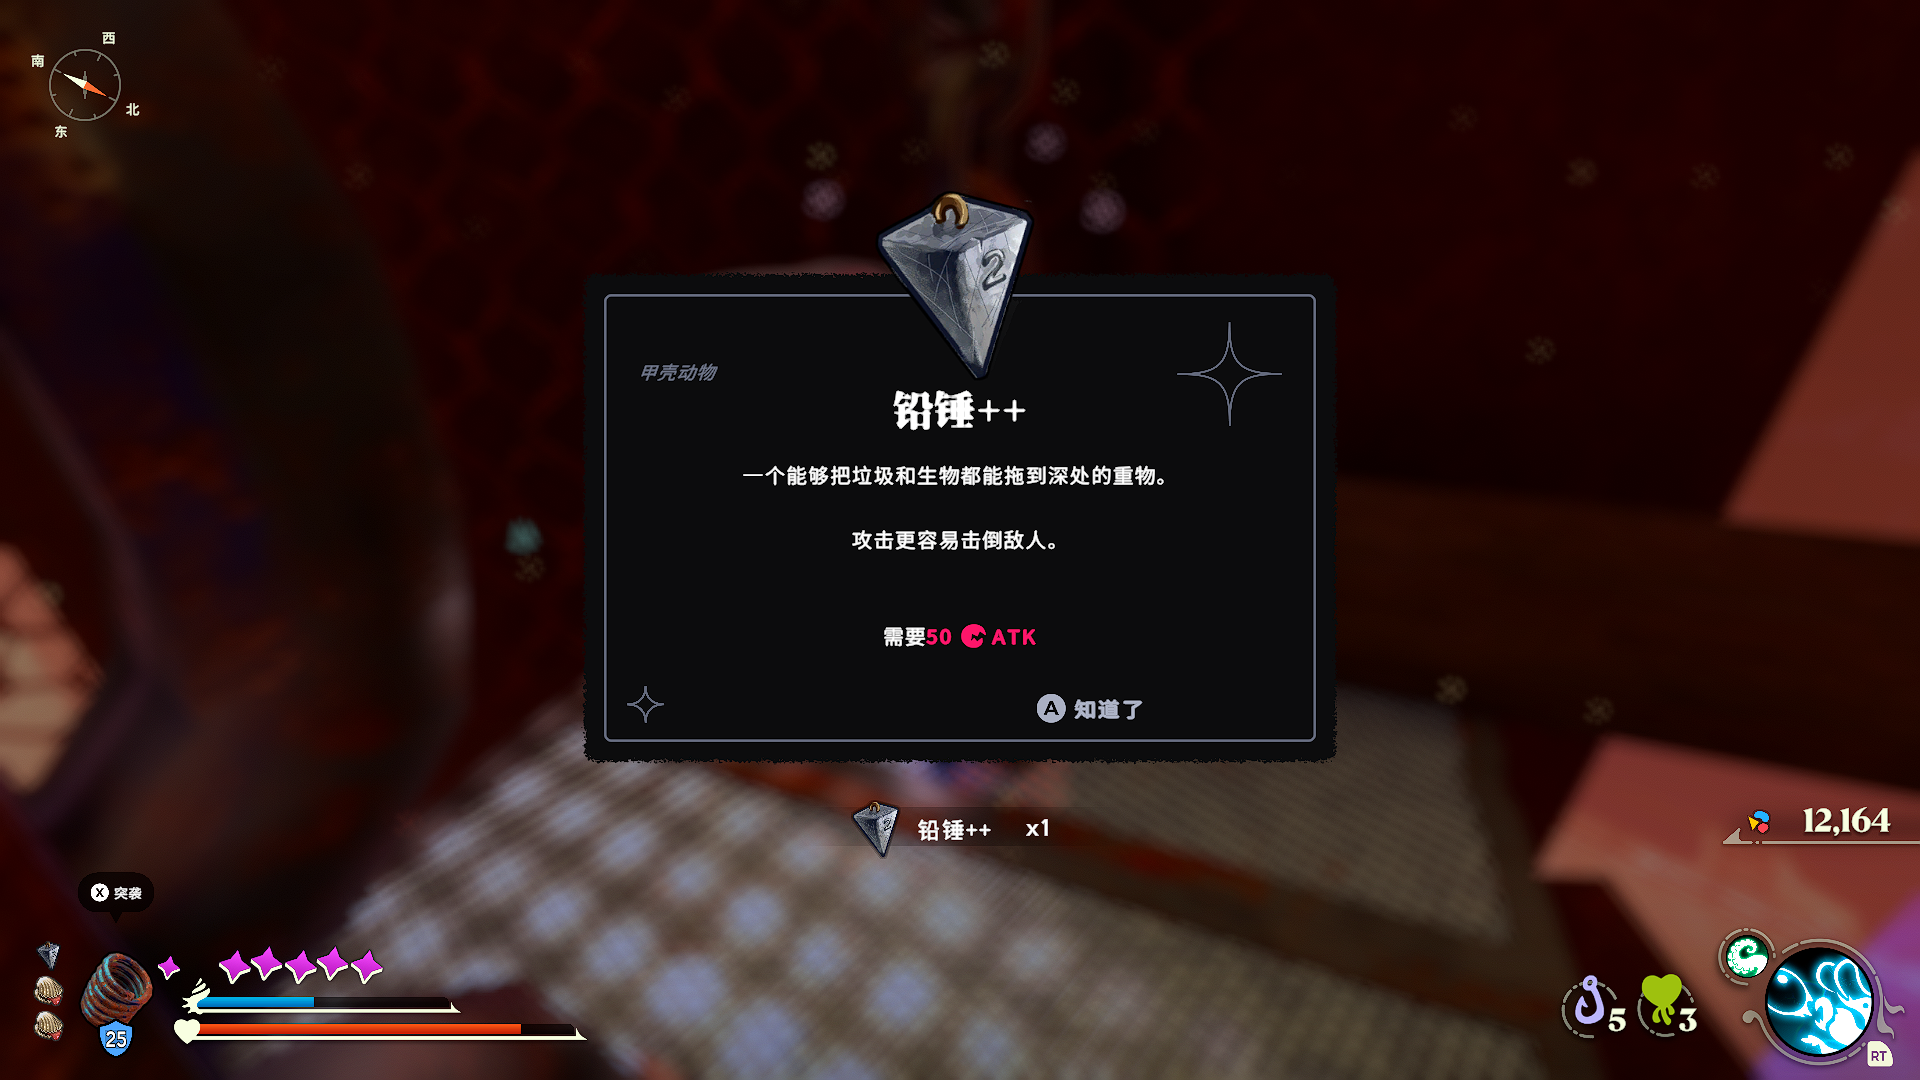 西
南
北
东
2
甲壳动物
铅锤++
一个能够把垃圾和生物都能拖到深处的重物。
攻击更容易击倒敌人。
需要50 ATK
A 知道了
铅锤++ x1
12,164
X 突袭
25
5
3
RT